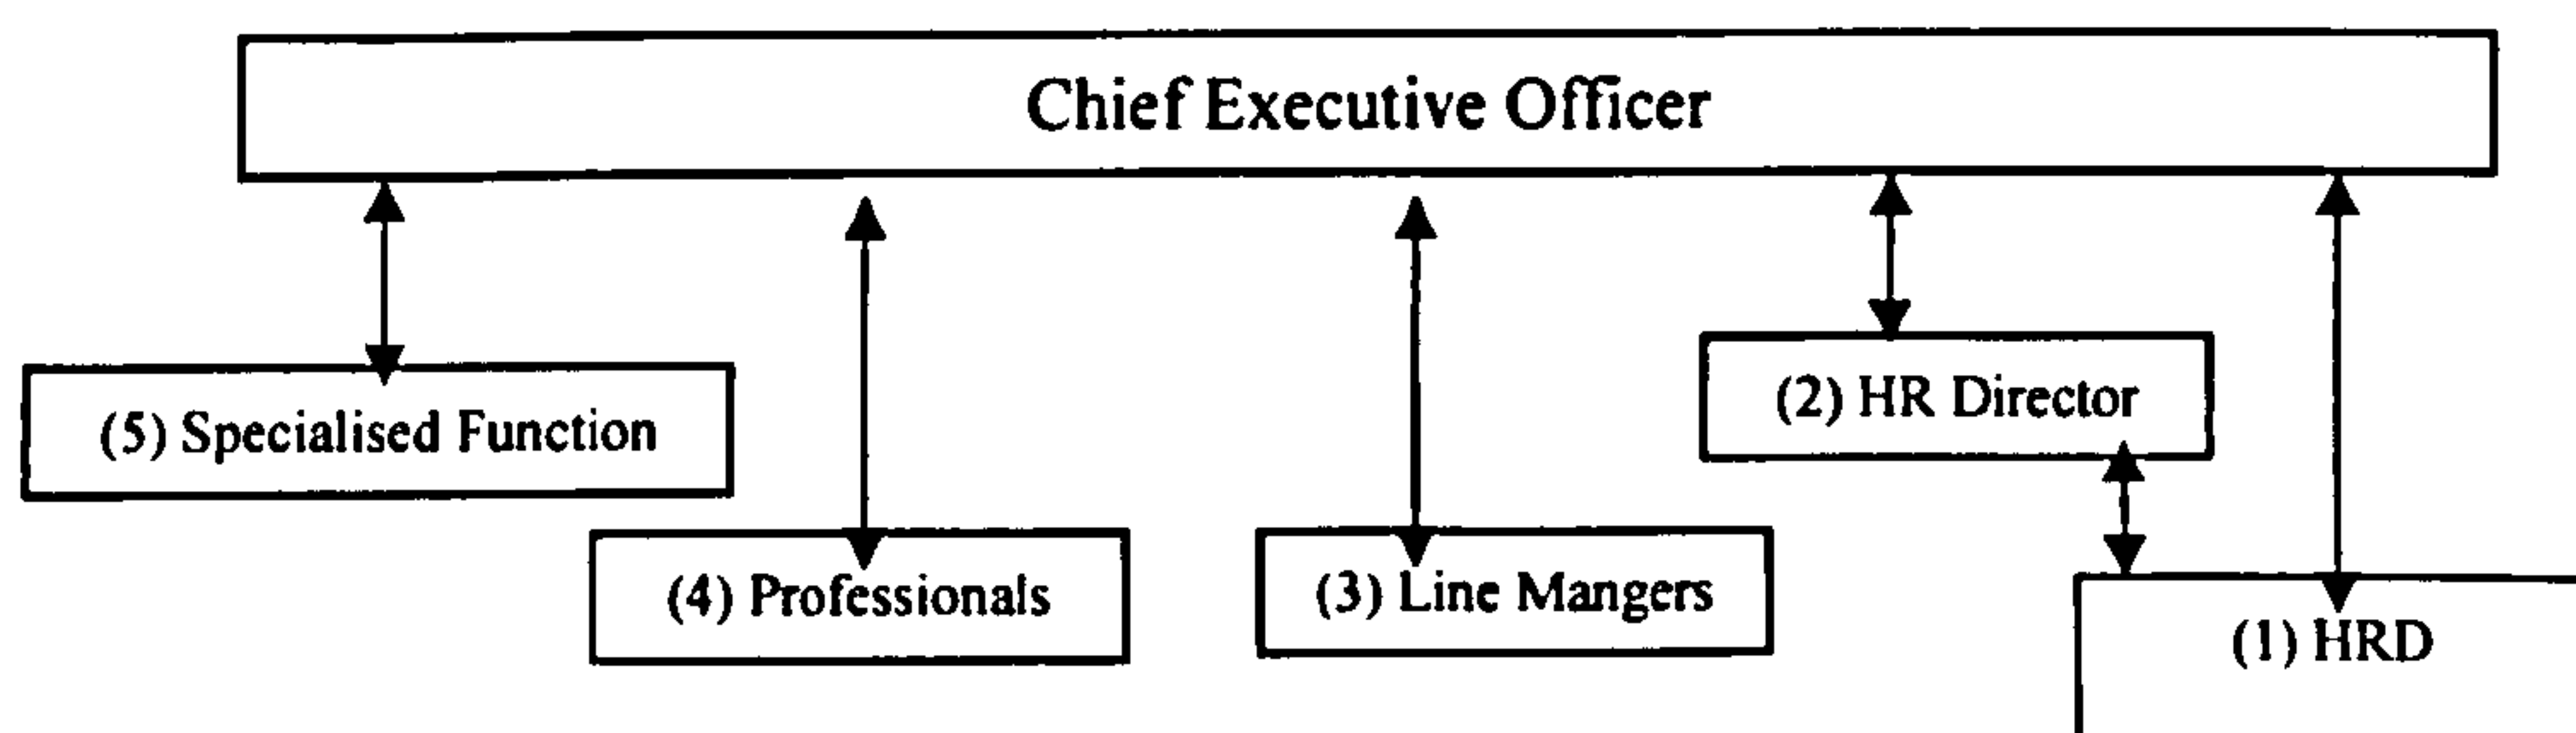 Chief Executive Officer
(2) HR Director
(5) Specialised Function
(4) Professionals
(3) Line Mangers
(1) HRD